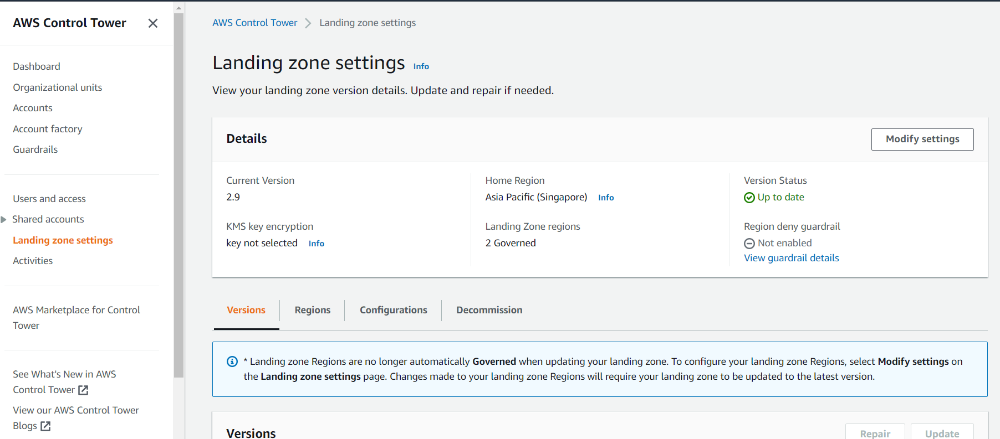 AWS Control Tower
Dashboard
Organizational units
Accounts
Account factory
Guardrails
Users and access
Shared accounts
Landing zone settings
Activities
AWS Marketplace for Control
Tower
See What's New in AWS
Control Tower
View our AWS Control Tower
Blogs
AWS Control Tower > Landing zone settings
Landing zone settings Info
View your landing zone version details. Update and repair if needed.
Details
Modify settings
Current Version
2.9
KMS key encryption
key not selected Info
Home Region
Asia Pacific (Singapore) Info
Landing Zone regions
2 Governed
Version Status
Up to date
Region deny guardrail
Not enabled
View guardrail details
Versions Regions Configurations Decommission
* Landing zone Regions are no longer automatically Governed when updating your landing zone. To configure your landing zone Regions, select Modify settings on
the Landing zone settings page. Changes made to your landing zone Regions will require your landing zone to be updated to the latest version.
Versions
Repair Update